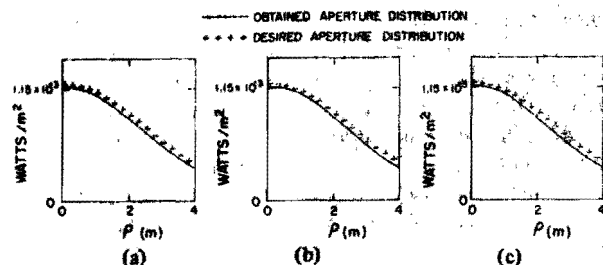 OBTAINED APERTURE DISTRIBUTION
+ + + + DESIRED APERTURE DISTRIBUTION
1.15 × 10³
WATTS/m²
0
0 2 4
ρ (m)
(a)
1.15 × 10³
WATTS/m²
0
0 2 4
ρ (m)
(b)
1.15 × 10³
WATTS/m²
0
0 2 4
ρ (m)
(c)